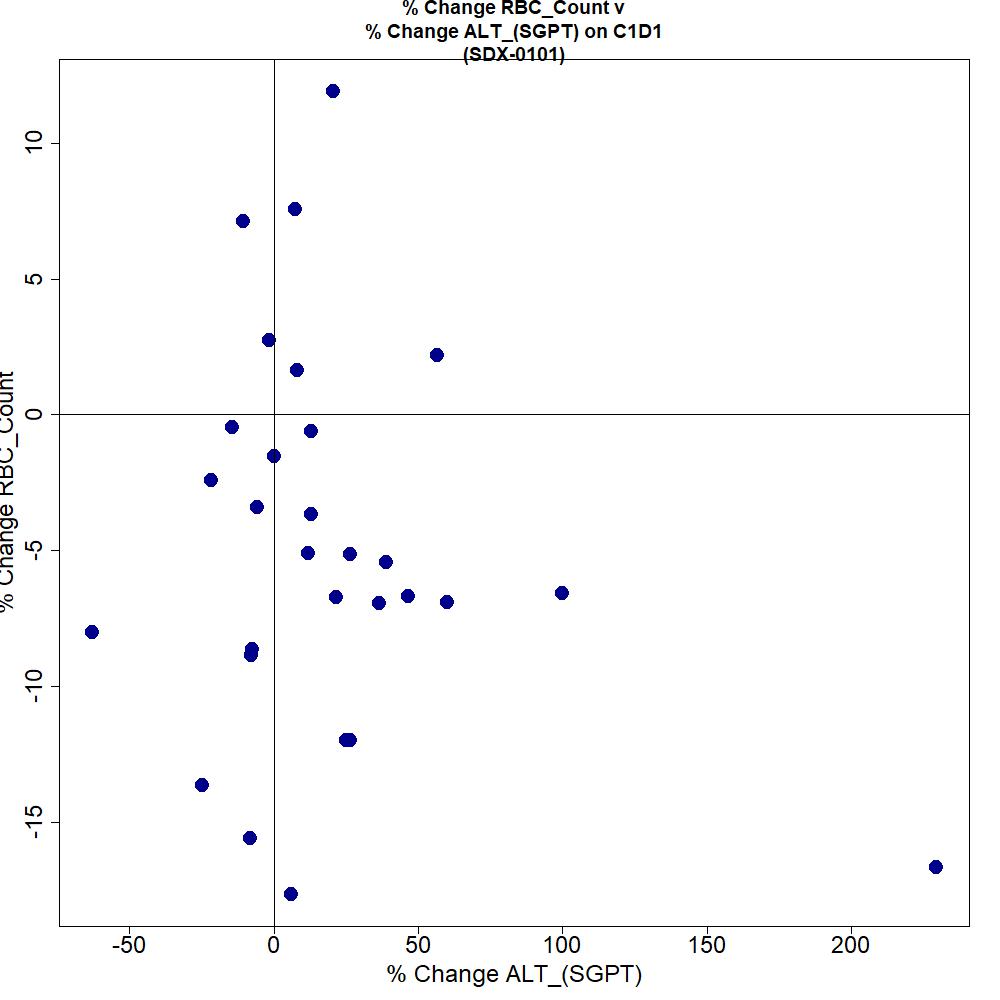 % Change RBC_Count v
% Change ALT_(SGPT) on C1D1
(SDX-0101)
10
5
0
-5
-10
-15
% Change RBC_Count
-50
0
50
100
150
200
% Change ALT_(SGPT)